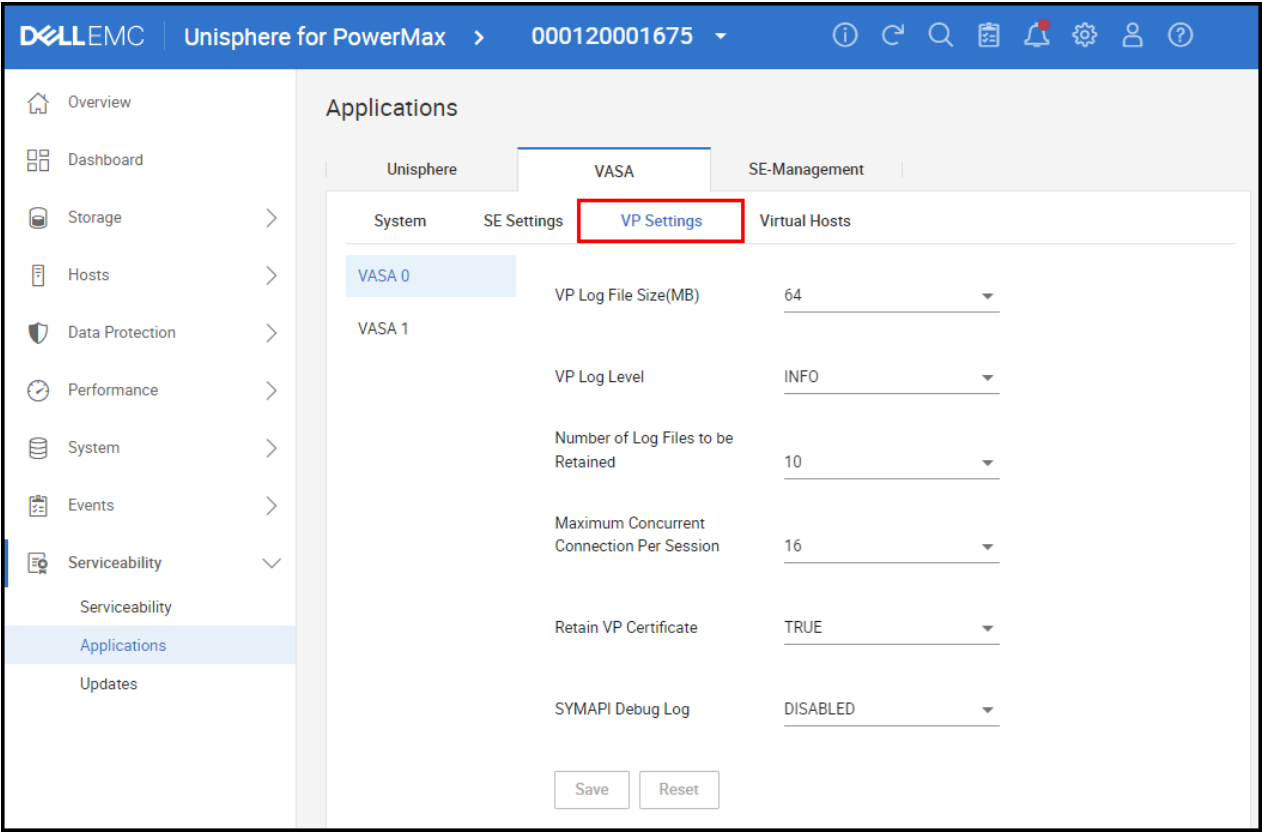 DELLEMC Unisphere for PowerMax > 000120001675
Overview
Dashboard
Storage
Hosts
Data Protection
Performance
System
Events
Serviceability
Serviceability
Applications
Updates
Applications
Unisphere VASA SE-Management
System SE Settings VP Settings Virtual Hosts
VASA 0
VASA 1
VP Log File Size(MB) 64
VP Log Level INFO
Number of Log Files to be
Retained 10
Maximum Concurrent
Connection Per Session 16
Retain VP Certificate TRUE
SYMAPI Debug Log DISABLED
Save Reset